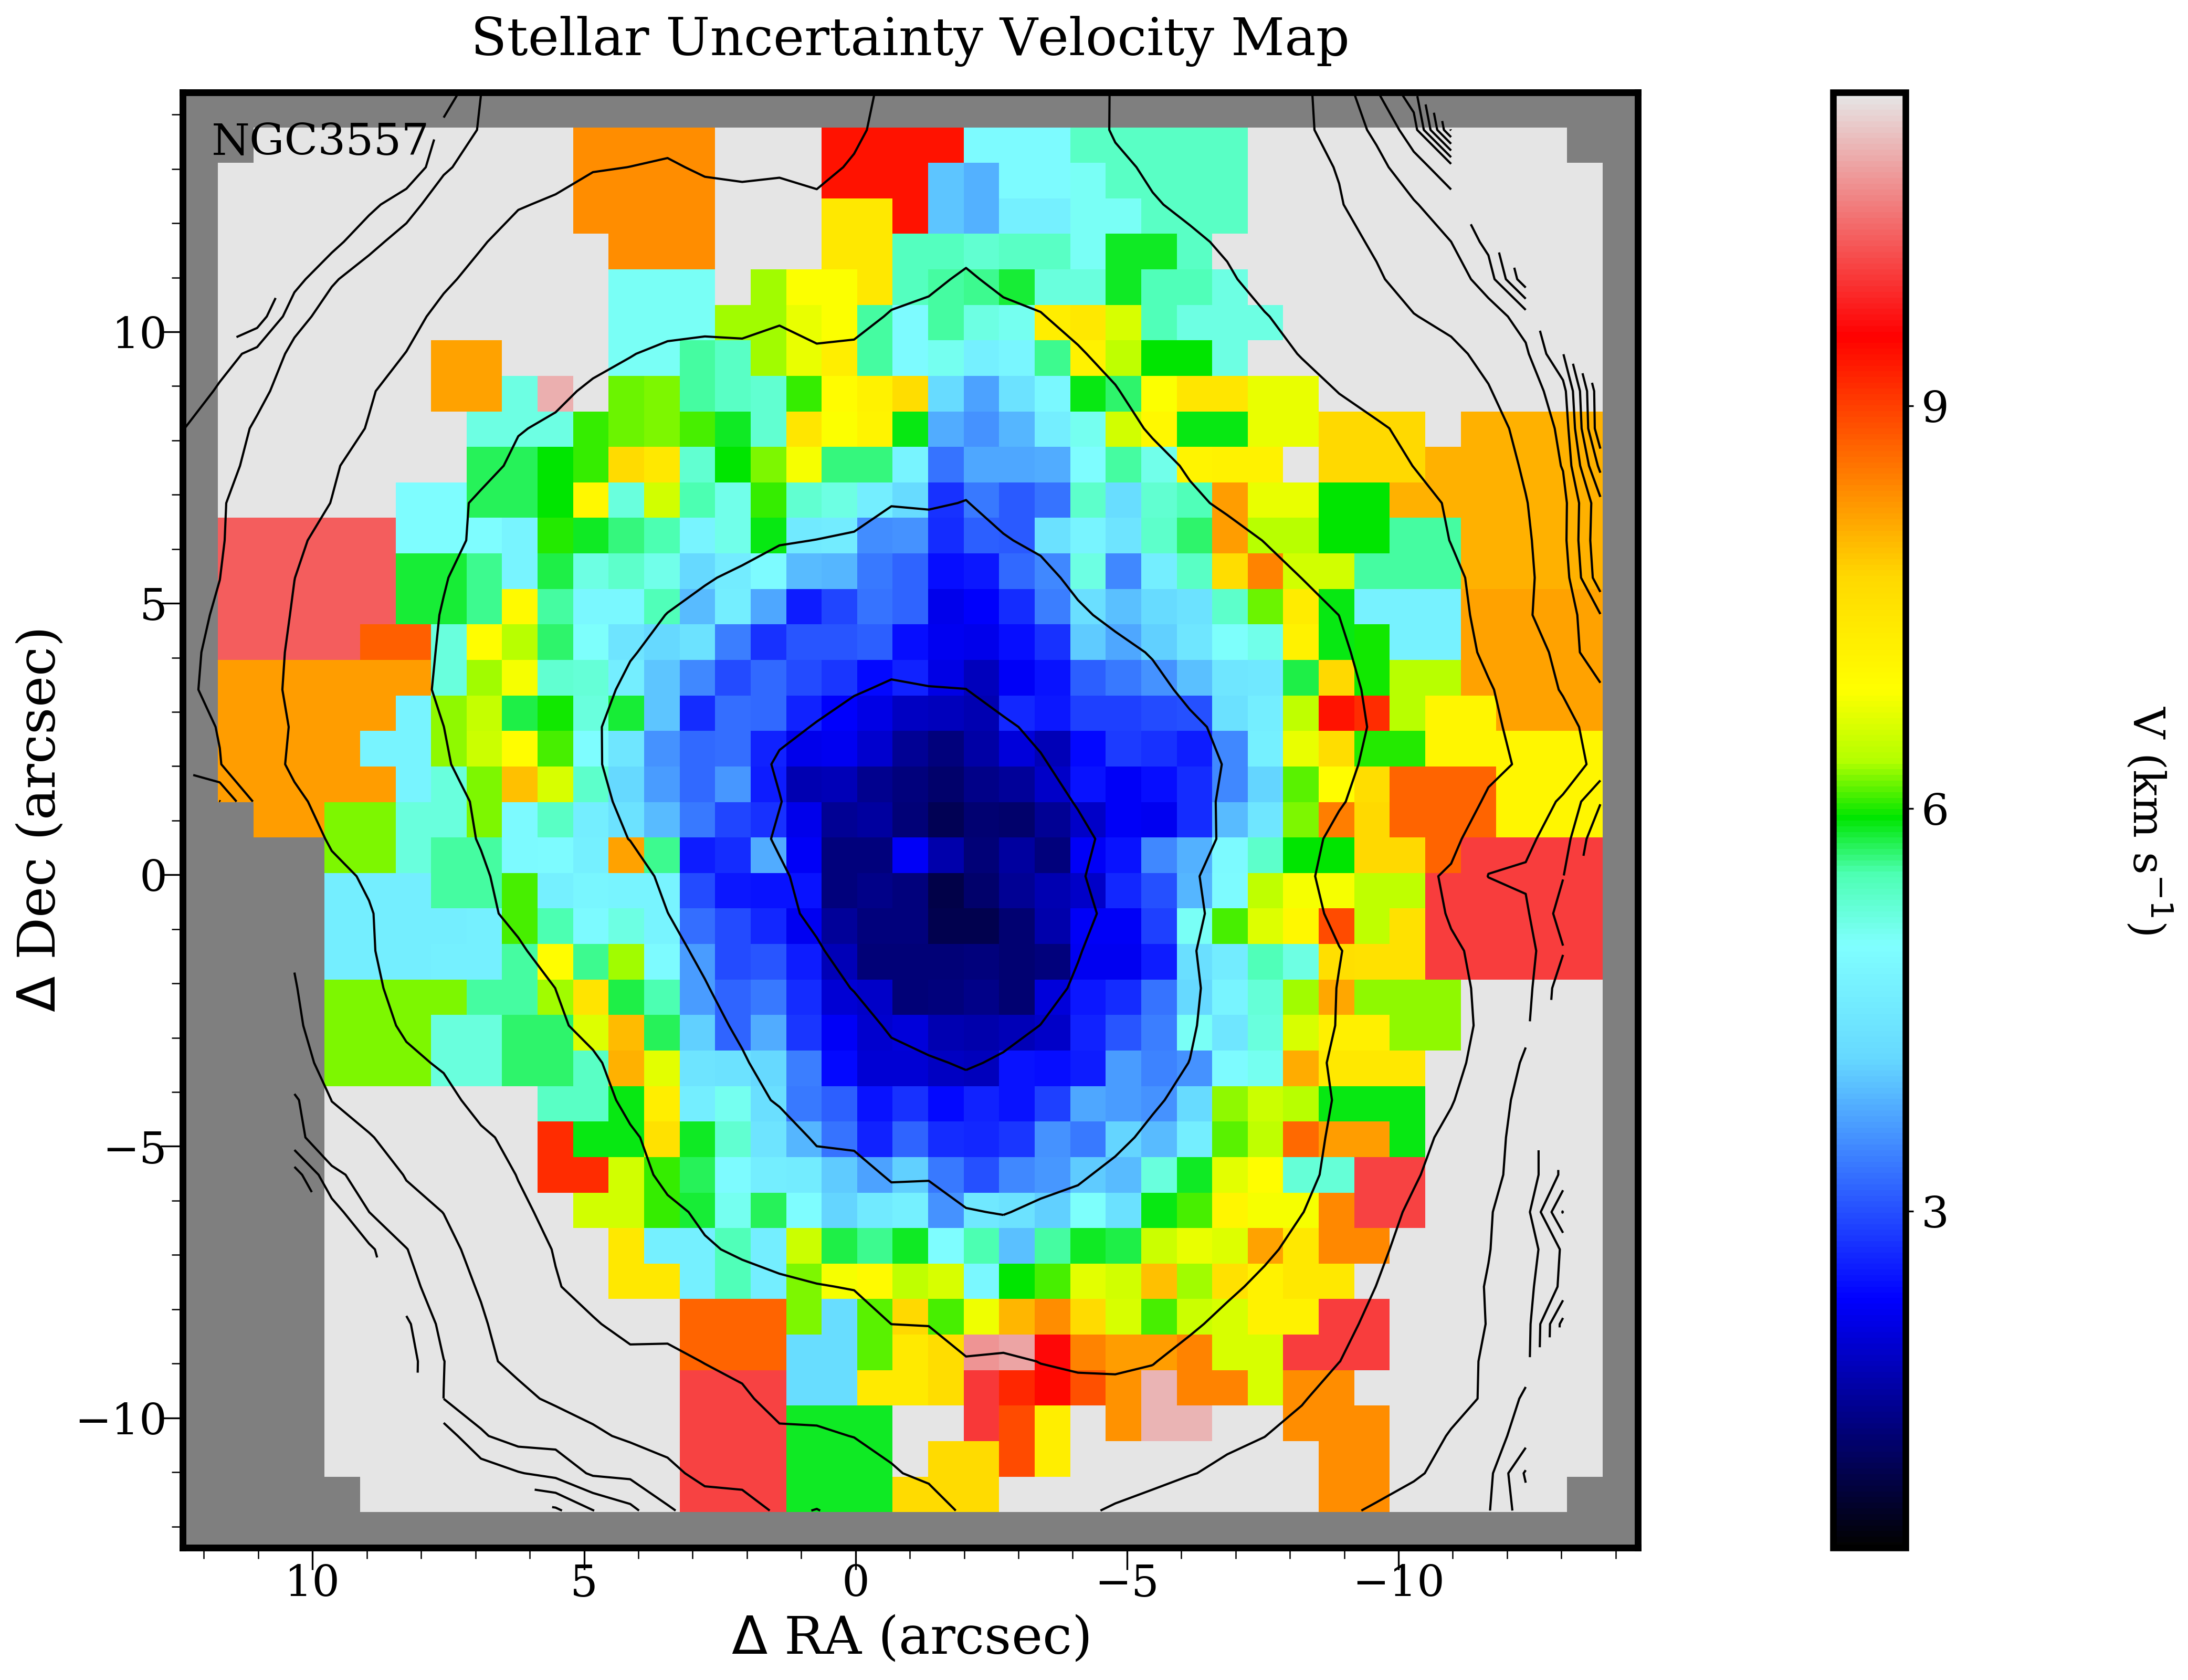 Stellar Uncertainty Velocity Map
NGC3557
10
5
0
−5
−10
Δ Dec (arcsec)
10
5
0
−5
−10
Δ RA (arcsec)
9
6
3
V (km s⁻¹)